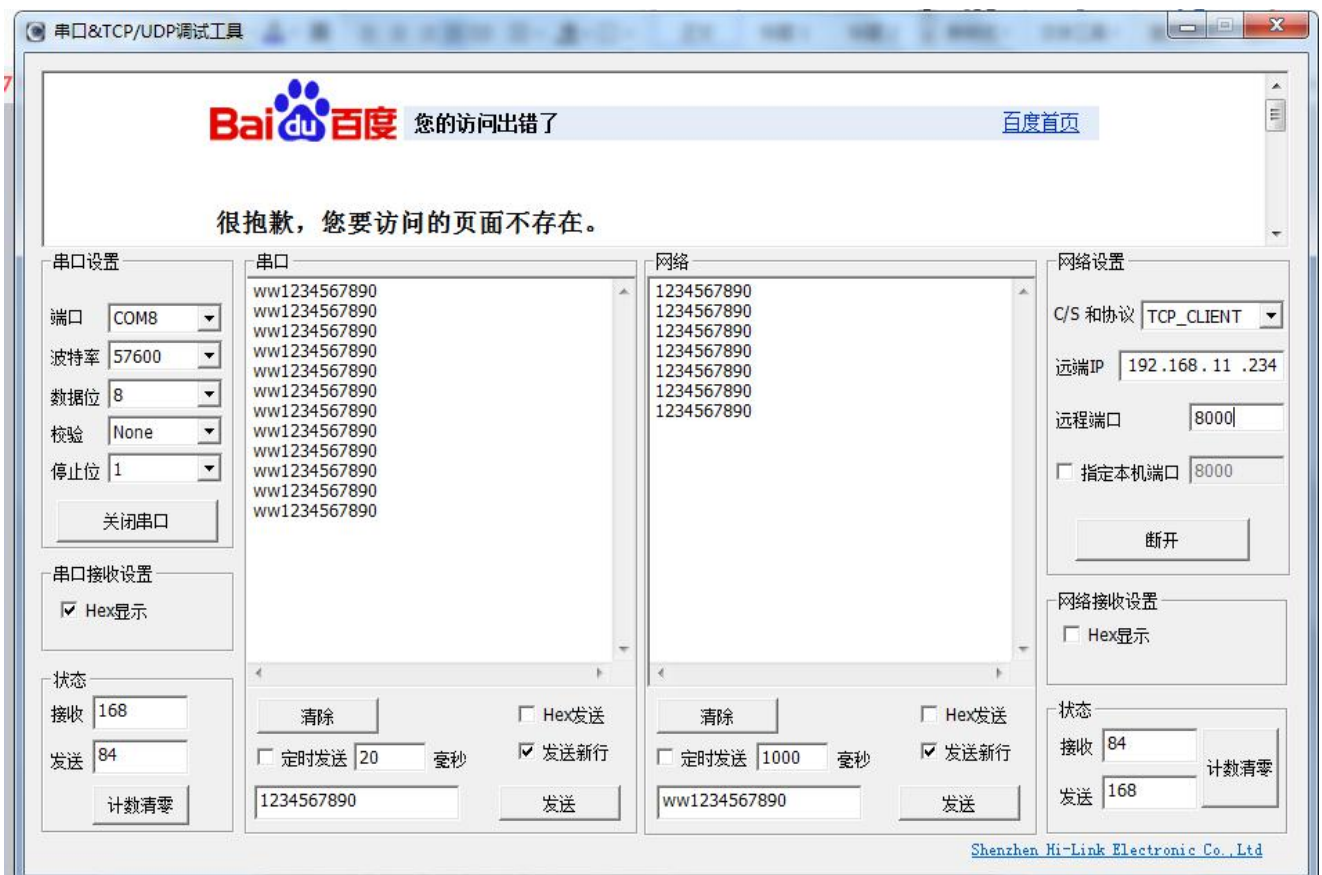 串口&TCP/UDP调试工具
7
Bai du 百度 您的访问出错了 百度首页
很抱歉，您要访问的页面不存在。
串口设置
端口 COM8
波特率 57600
数据位 8
校验 None
停止位 1
关闭串口
串口接收设置
Hex显示
状态
接收 168
发送 84
计数清零
串口
ww1234567890
ww1234567890
ww1234567890
ww1234567890
ww1234567890
ww1234567890
ww1234567890
ww1234567890
ww1234567890
ww1234567890
ww1234567890
ww1234567890
清除 Hex发送
定时发送 20 毫秒 发送新行
1234567890 发送
网络
1234567890
1234567890
1234567890
1234567890
1234567890
1234567890
1234567890
清除 Hex发送
定时发送 1000 毫秒 发送新行
ww1234567890 发送
网络设置
C/S 和协议 TCP_CLIENT
远端IP 192.168.11.234
远程端口 8000
指定本机端口 8000
断开
网络接收设置
Hex显示
状态
接收 84
发送 168
计数清零
Shenzhen Hi-Link Electronic Co.,Ltd